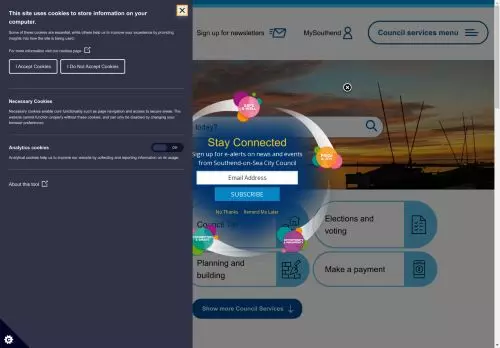 This site uses cookies to store information on your
computer.
Some of these cookies are essential, while others help us to improve your experience by providing
insights into how the site is being used.
For more information visit our cookies page.
I Accept Cookies
I Do Not Accept Cookies
Necessary Cookies
Necessary cookies enable core functionality such as page navigation and access to secure areas. The
website cannot function properly without these cookies, and can only be disabled by changing your
browser preferences.
Analytics cookies
Off
Analytical cookies help us to improve our website by collecting and reporting information on its usage.
About this tool
Sign up for newsletters
MySouthend
Council services menu
today?
Stay Connected
Sign up for e-alerts on news and events
from Southend-on-Sea City Council
Email Address
SUBSCRIBE
No Thanks
Remind Me Later
Council
Elections and
voting
Planning and
building
Make a payment
Show more Council Services